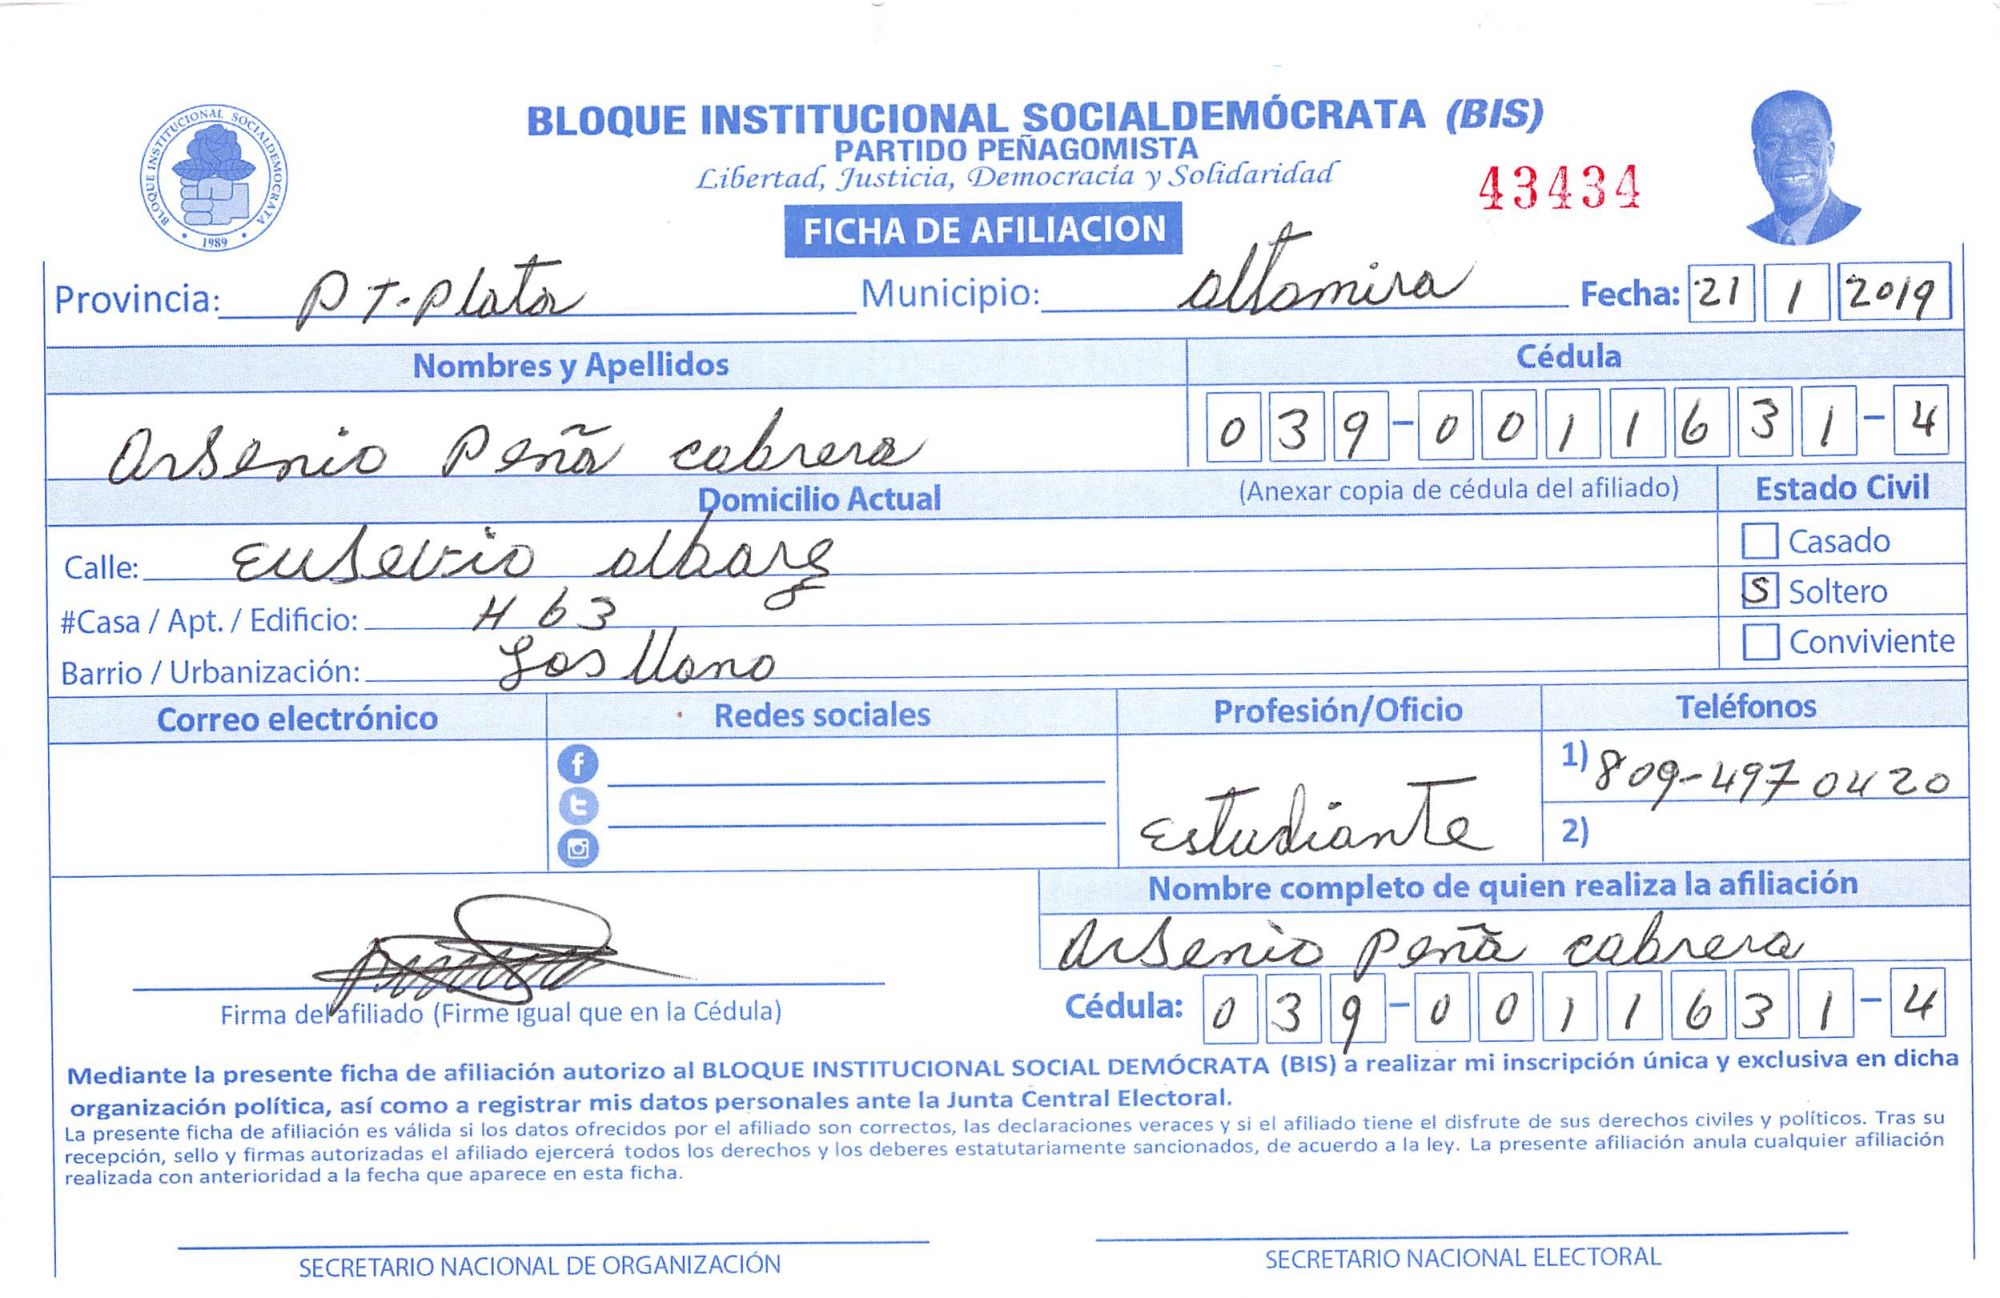 BLOQUE INSTITUCIONAL SOCIALDEMOCRATA
1989
BLOQUE INSTITUCIONAL SOCIALDEMÓCRATA (BIS)
PARTIDO PEÑAGOMISTA
Libertad, Justicia, Democracia y Solidaridad
43434
FICHA DE AFILIACION
Provincia: PT-Plata Municipio: altamira Fecha: 21 1 2019
Nombres y Apellidos Cédula
Arsenio Peña cabrera 039-0011631-4
Domicilio Actual (Anexar copia de cédula del afiliado) Estado Civil
Calle: Eusevio albarg Casado
#Casa / Apt. / Edificio: H 63 S Soltero
Barrio / Urbanización: Los llano Conviviente
Correo electrónico Redes sociales Profesión/Oficio Teléfonos
1) 809-497 0420
Estudiante
2)
Nombre completo de quien realiza la afiliación
Arsenio Peña cabrera
Firma del afiliado (Firme igual que en la Cédula) Cédula: 039-0011631-4
Mediante la presente ficha de afiliación autorizo al BLOQUE INSTITUCIONAL SOCIAL DEMÓCRATA (BIS) a realizar mi inscripción única y exclusiva en dicha
organización política, así como a registrar mis datos personales ante la Junta Central Electoral.
La presente ficha de afiliación es válida si los datos ofrecidos por el afiliado son correctos, las declaraciones veraces y si el afiliado tiene el disfrute de sus derechos civiles y políticos. Tras su
recepción, sello y firmas autorizadas el afiliado ejercerá todos los derechos y los deberes estatutariamente sancionados, de acuerdo a la ley. La presente afiliación anula cualquier afiliación
realizada con anterioridad a la fecha que aparece en esta ficha.
SECRETARIO NACIONAL DE ORGANIZACIÓN SECRETARIO NACIONAL ELECTORAL